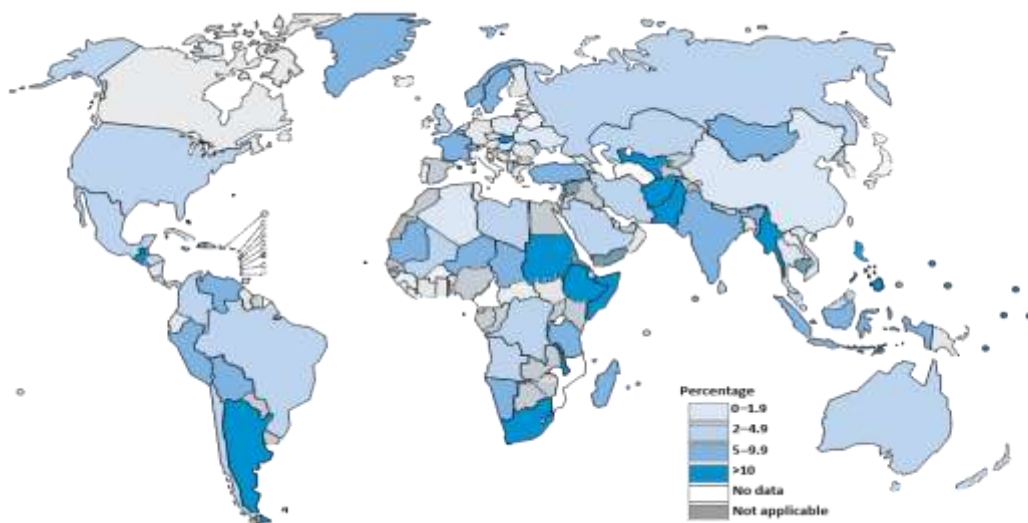 Percentage
0–1.9
2–4.9
5–9.9
>10
No data
Not applicable